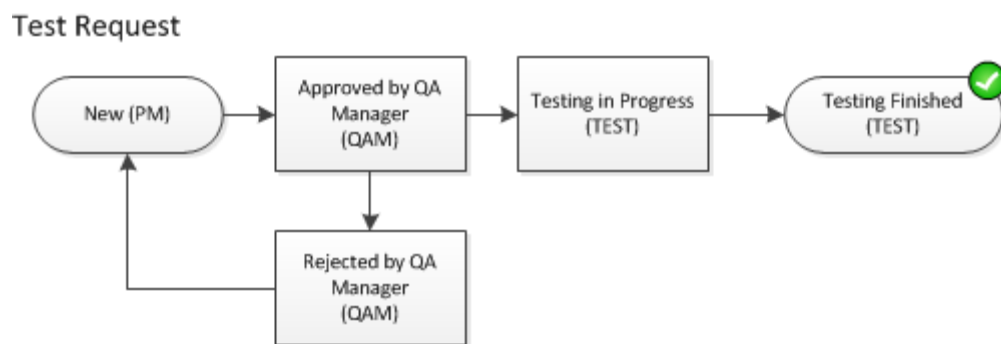 Test Request
New (PM)
Approved by QA
Manager
(QAM)
Testing in Progress
(TEST)
Testing Finished
(TEST)
Rejected by QA
Manager
(QAM)